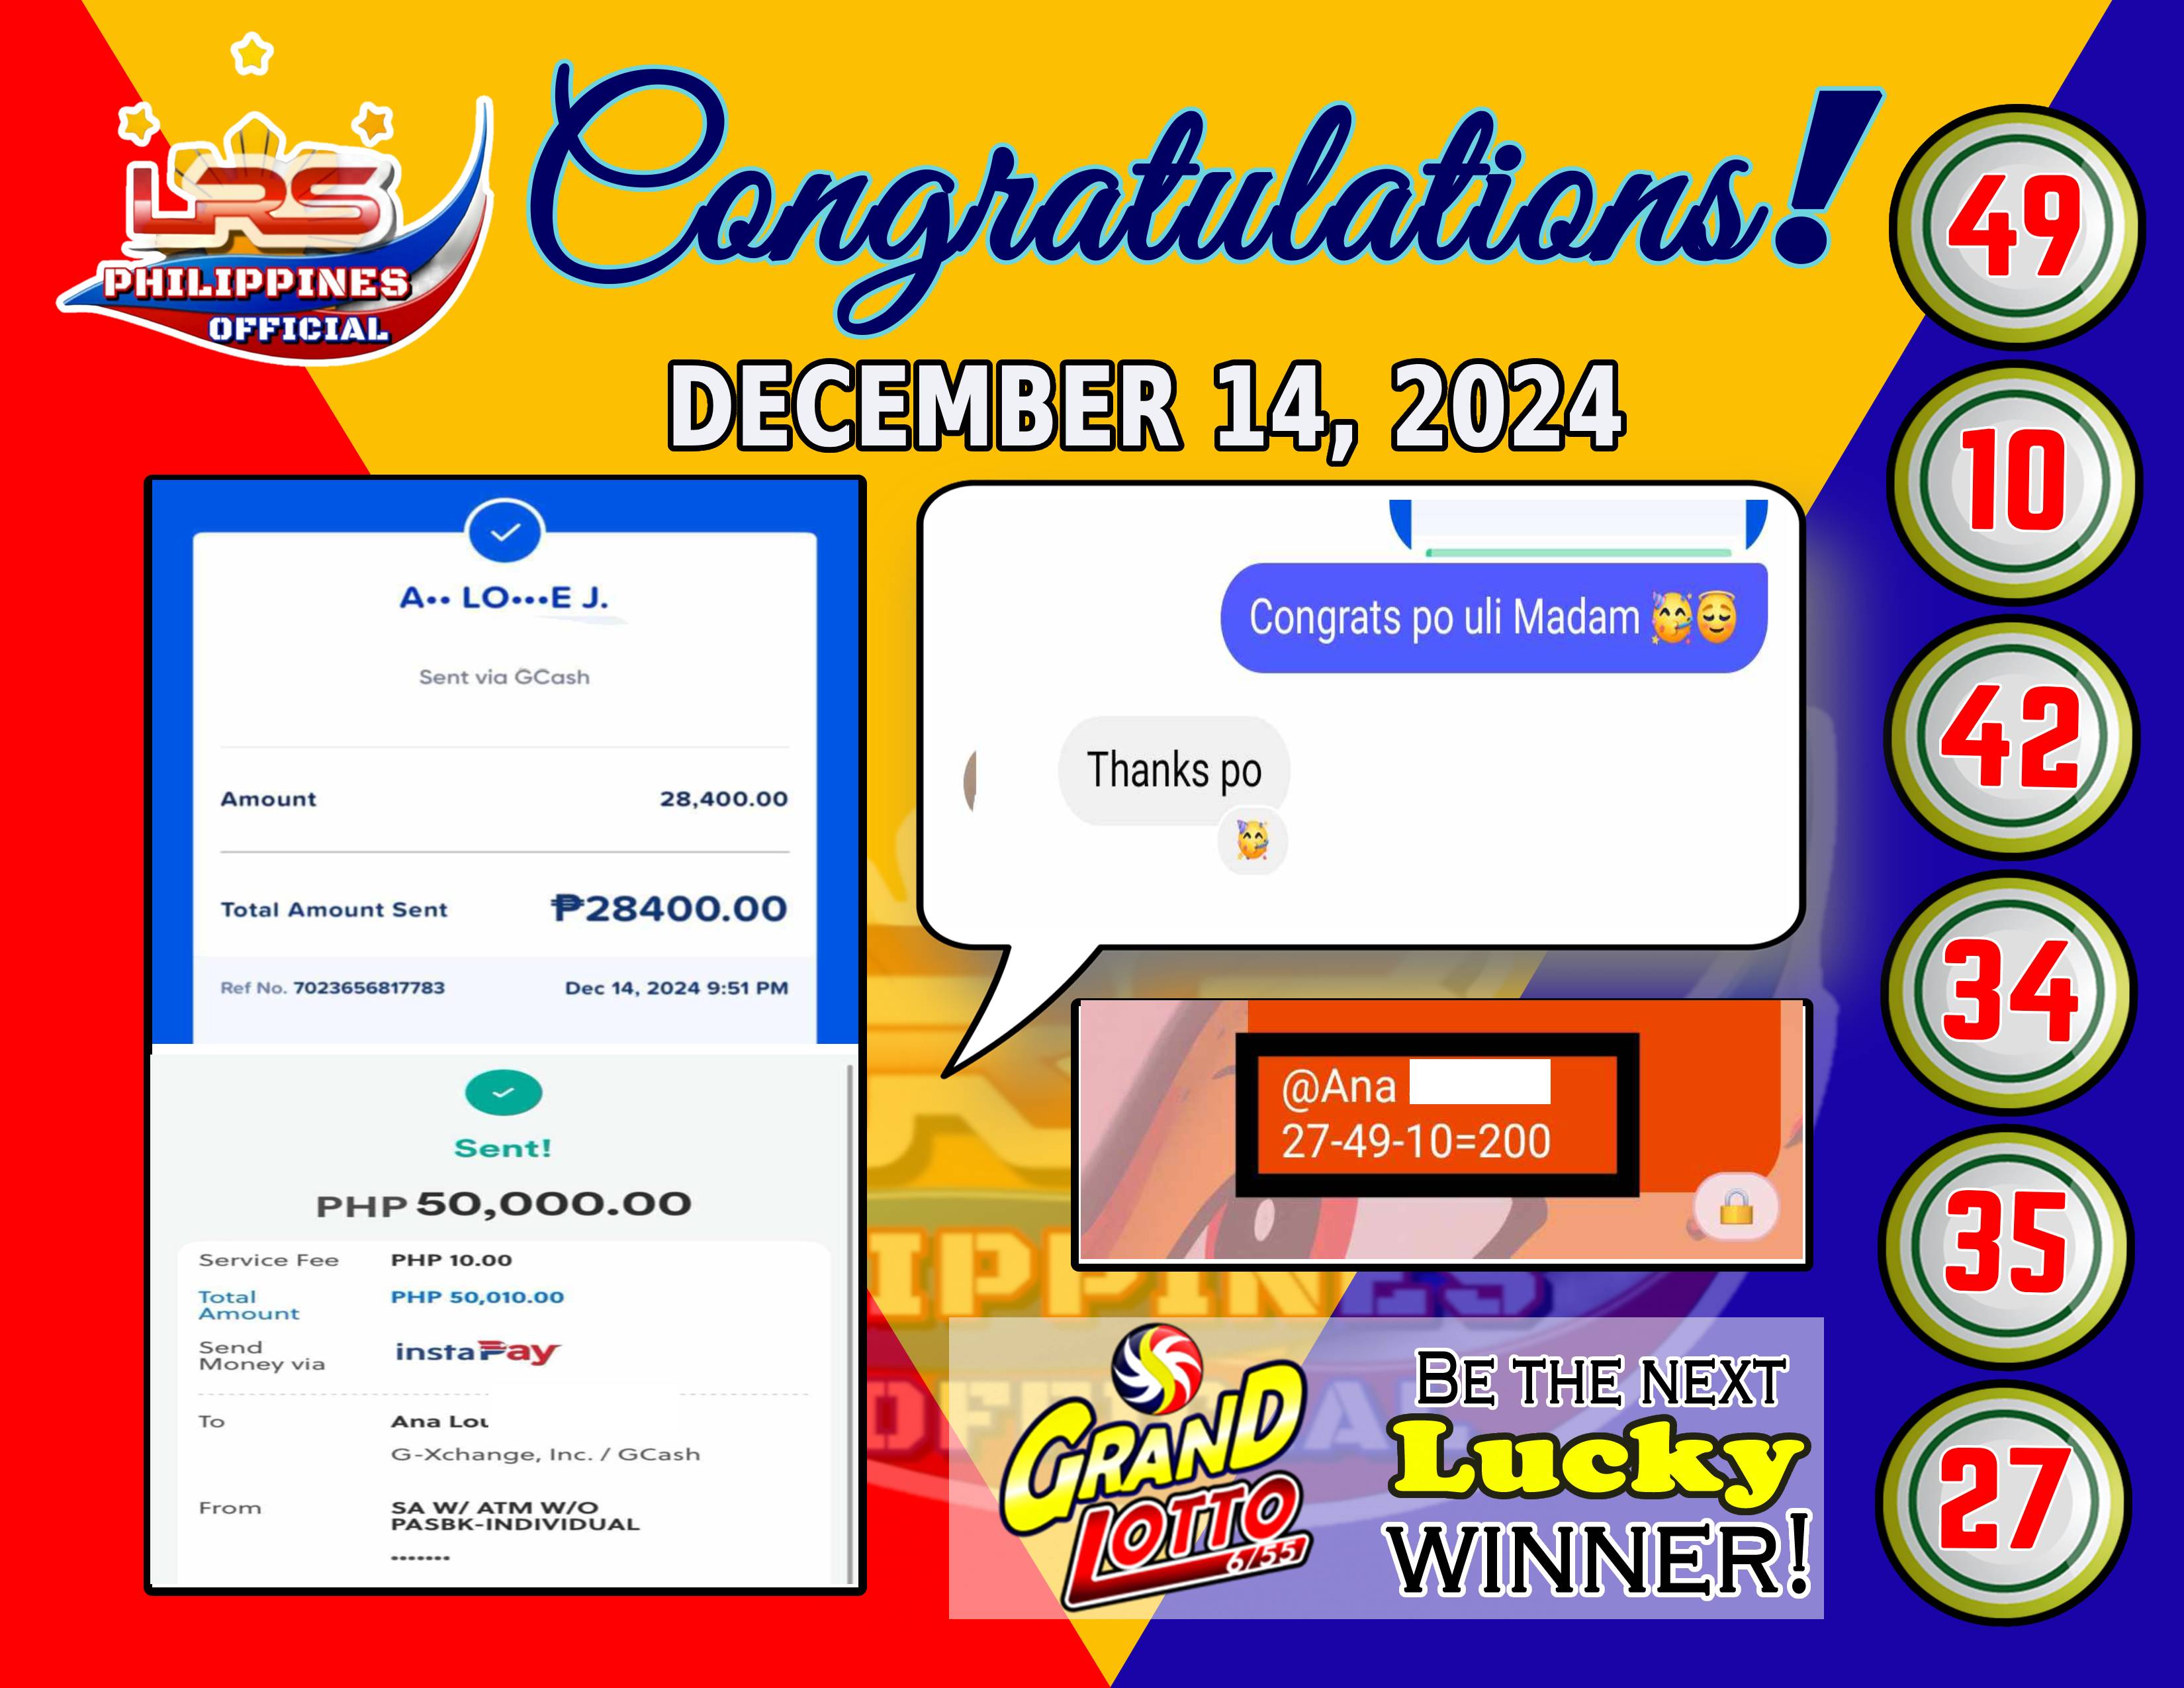 LRS
PHILIPPINES
OFFICIAL
Congratulations!
DECEMBER 14, 2024
A•• LO•••E J.
Sent via GCash
Amount 28,400.00
Total Amount Sent ₱28400.00
Ref No. 7023656817783 Dec 14, 2024 9:51 PM
Sent!
PHP 50,000.00
Service Fee PHP 10.00
Total
Amount PHP 50,010.00
Send
Money via instaPay
To Ana Lou
G-Xchange, Inc. / GCash
From SA W/ ATM W/O
PASBK-INDIVIDUAL
•••••••
Congrats po uli Madam 🥳😇
Thanks po
🥳
@Ana
27-49-10=200
🔒
GRAND
LOTTO
6/55
BE THE NEXT
Lucky
WINNER!
49
10
42
34
35
27